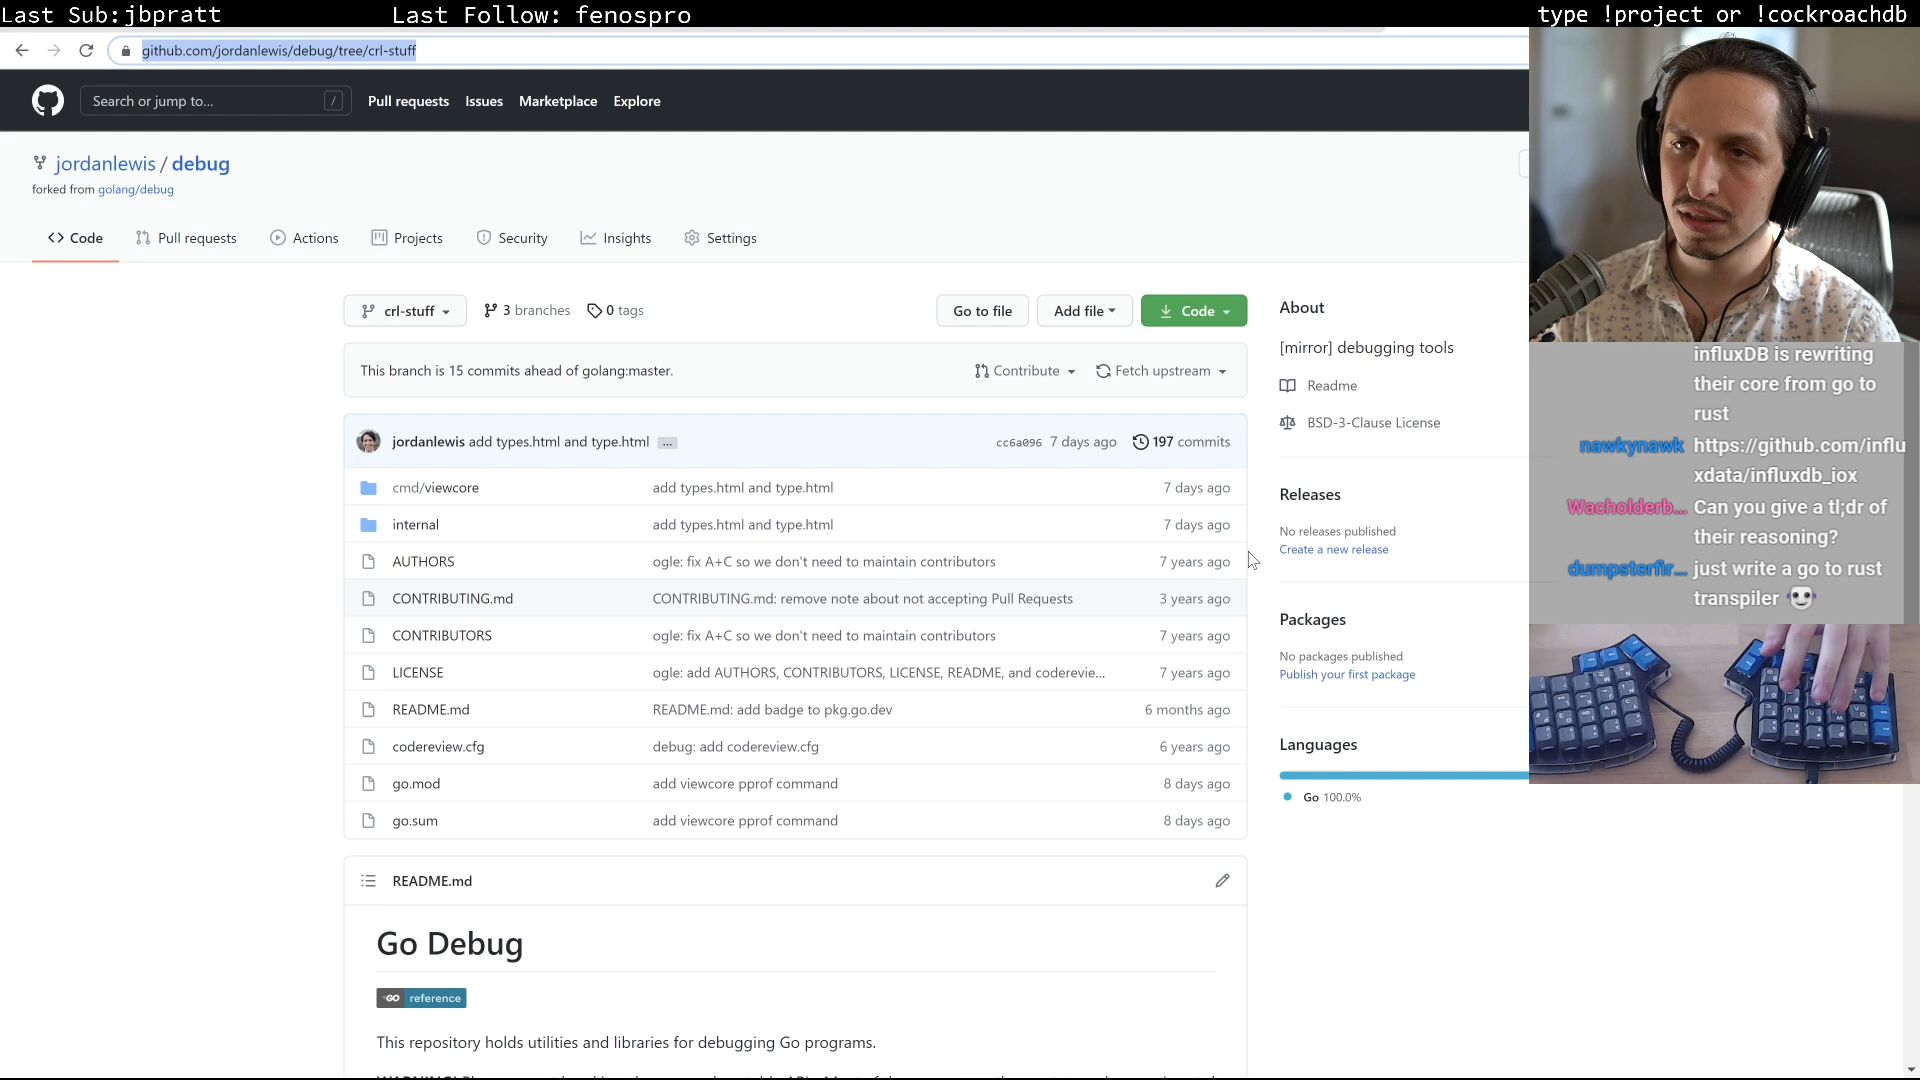 Last Sub:jbpratt
Last Follow: fenospro
type !project or !cockroachdb
github.com/jordanlewis/debug/tree/crl-stuff
Search or jump to... /
Pull requests Issues Marketplace Explore
jordanlewis / debug
forked from golang/debug
<> Code Pull requests Actions Projects Security Insights Settings
crl-stuff 3 branches 0 tags
Go to file Add file Code
This branch is 15 commits ahead of golang:master.
Contribute Fetch upstream
jordanlewis add types.html and type.html ... cc6a096 7 days ago 197 commits
cmd/viewcore add types.html and type.html 7 days ago
internal add types.html and type.html 7 days ago
AUTHORS ogle: fix A+C so we don't need to maintain contributors 7 years ago
CONTRIBUTING.md CONTRIBUTING.md: remove note about not accepting Pull Requests 3 years ago
CONTRIBUTORS ogle: fix A+C so we don't need to maintain contributors 7 years ago
LICENSE ogle: add AUTHORS, CONTRIBUTORS, LICENSE, README, and coderevie... 7 years ago
README.md README.md: add badge to pkg.go.dev 6 months ago
codereview.cfg debug: add codereview.cfg 6 years ago
go.mod add viewcore pprof command 8 days ago
go.sum add viewcore pprof command 8 days ago
README.md
Go Debug
GO reference
This repository holds utilities and libraries for debugging Go programs.
About
[mirror] debugging tools
Readme
BSD-3-Clause License
Releases
No releases published
Create a new release
Packages
No packages published
Publish your first package
Languages
Go 100.0%
influxDB is rewriting
their core from go to
rust
nawkynawk https://github.com/influ
xdata/influxdb_iox
Wacholderb... Can you give a tl;dr of
their reasoning?
dumpsterfir... just write a go to rust
transpiler